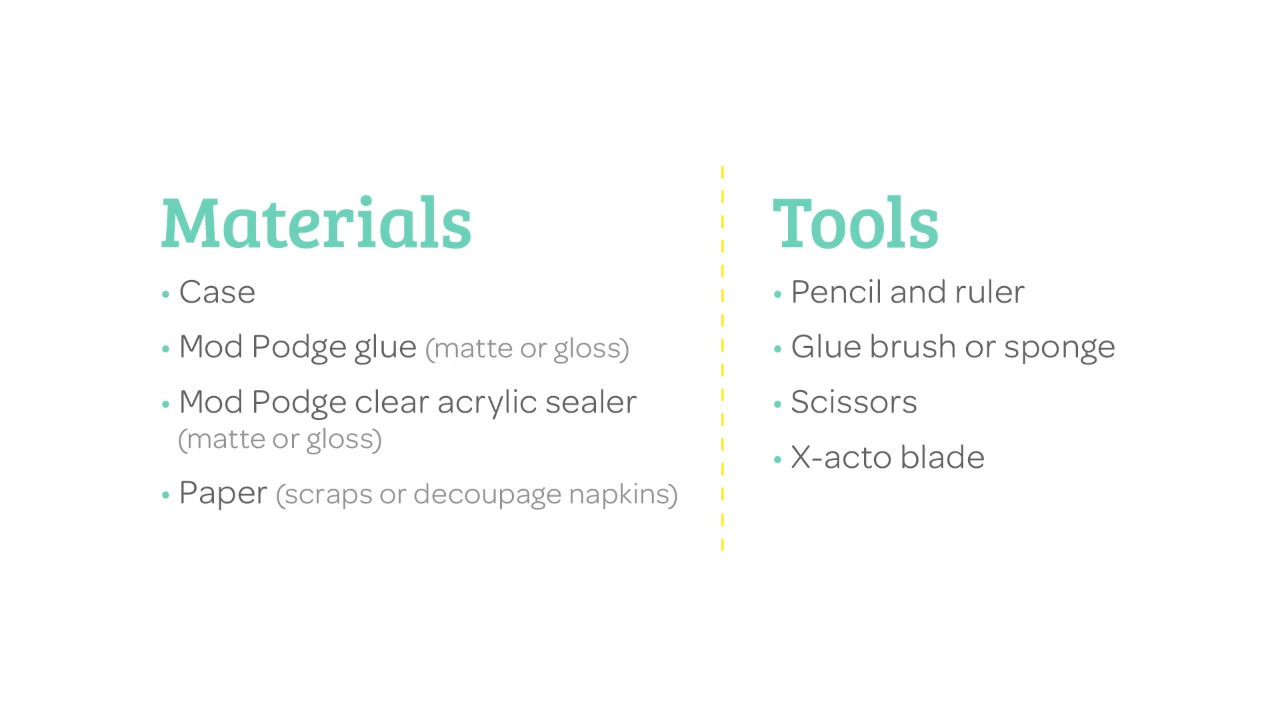 Materials
• Case
• Mod Podge glue (matte or gloss)
• Mod Podge clear acrylic sealer
(matte or gloss)
• Paper (scraps or decoupage napkins)
Tools
• Pencil and ruler
• Glue brush or sponge
• Scissors
• X-acto blade